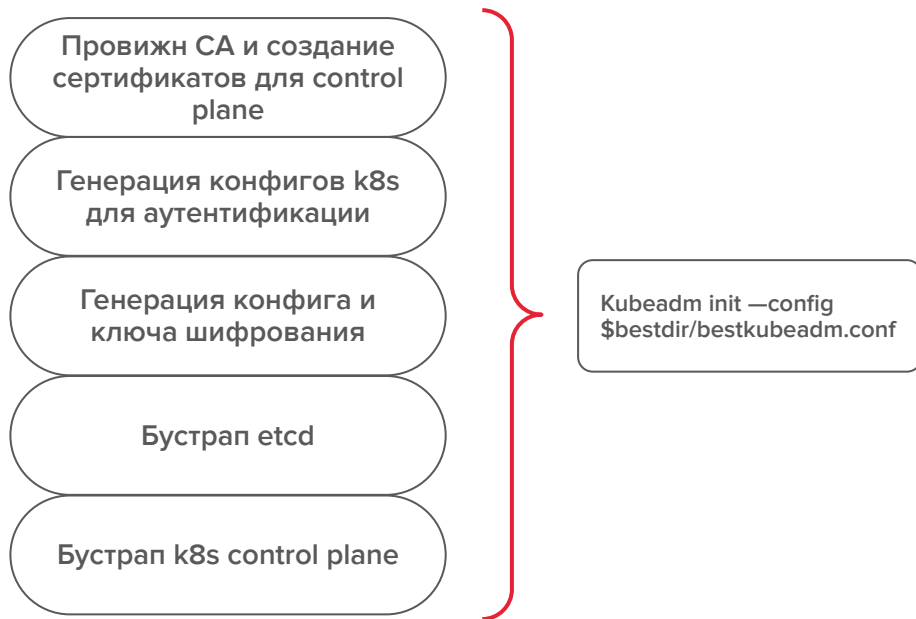 Провижн CA и создание
сертификатов для control
plane
Генерация конфигов k8s
для аутентификации
Генерация конфига и
ключа шифрования
Бустрап etcd
Бустрап k8s control plane
Kubeadm init —config
$bestdir/bestkubeadm.conf